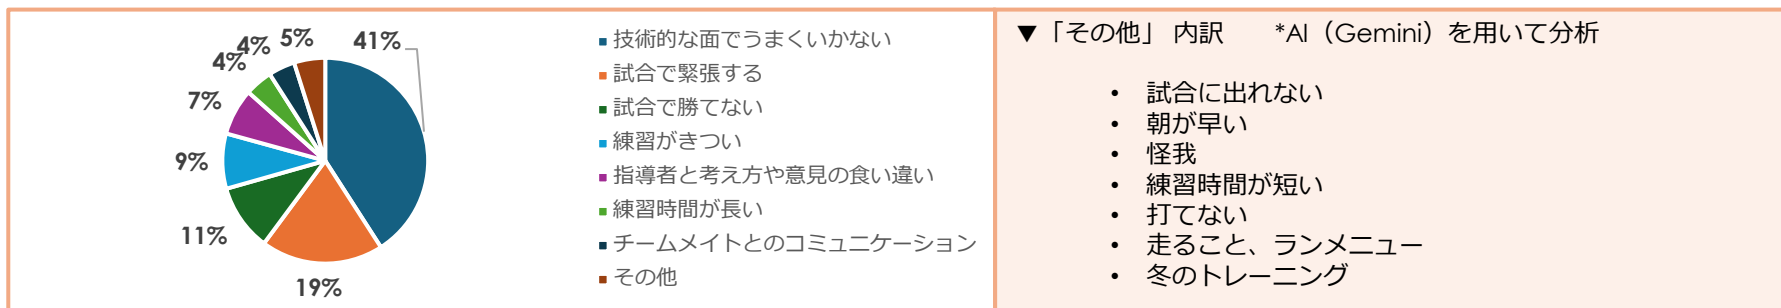 41%
5%
4%
4%
7%
9%
11%
19%
技術的な面でうまくいかない
試合で緊張する
試合で勝てない
練習がきつい
指導者と考え方や意見の食い違い
練習時間が長い
チームメイトとのコミュニケーション
その他
▼「その他」 内訳 *AI（Gemini）を用いて分析
• 試合に出れない
• 朝が早い
• 怪我
• 練習時間が短い
• 打てない
• 走ること、ランメニュー
• 冬のトレーニング